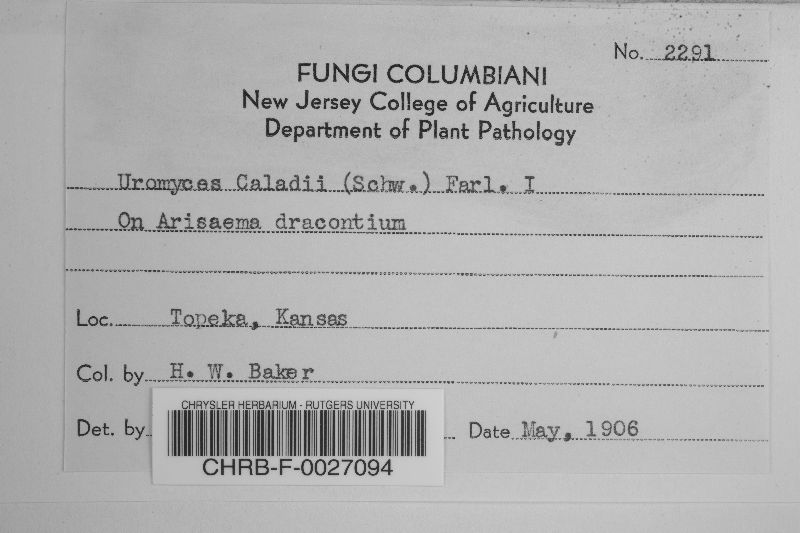 No. 2291
FUNGI COLUMBIANI
New Jersey College of Agriculture
Department of Plant Pathology
Uromyces Caladii (Schw.) Farl. I
On Arisaema dracontium
Loc. Topeka, Kansas
Col. by H. W. Baker
Det. by
Date May, 1906
CHRYSLER HERBARIUM - RUTGERS UNIVERSITY
CHRB-F-0027094